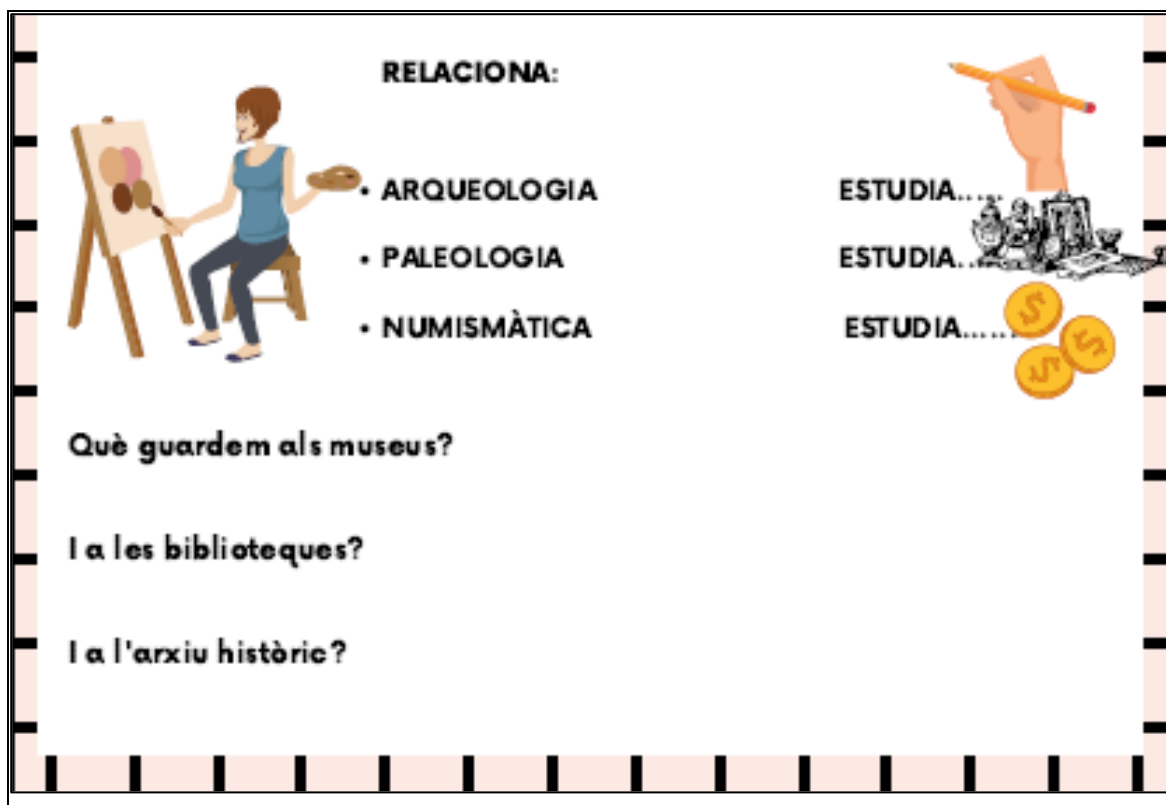 RELACIONA:
• ARQUEOLOGIA ESTUDIA.....
• PALEOLOGIA ESTUDIA.....
• NUMISMÀTICA ESTUDIA......
Què guardem als museus?
I a les biblioteques?
I a l'arxiu històric?